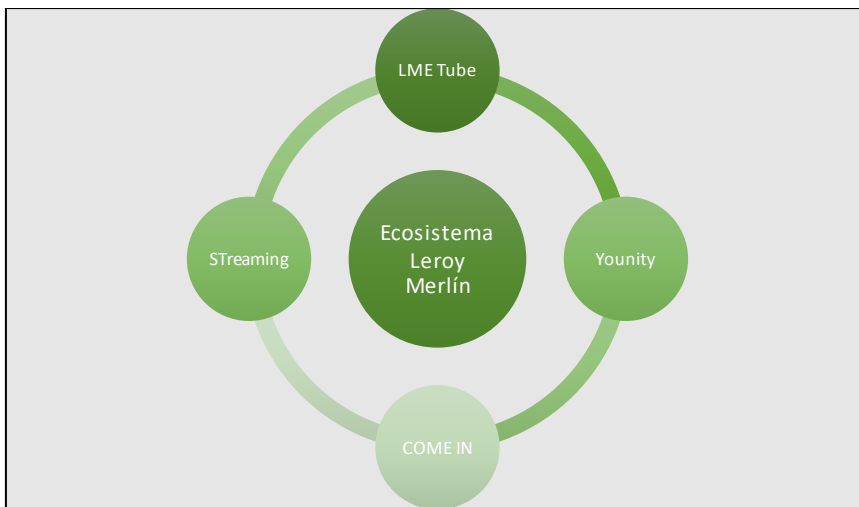 LME Tube
STreaming
Ecosistema
Leroy
Merlín
Younity
COME IN